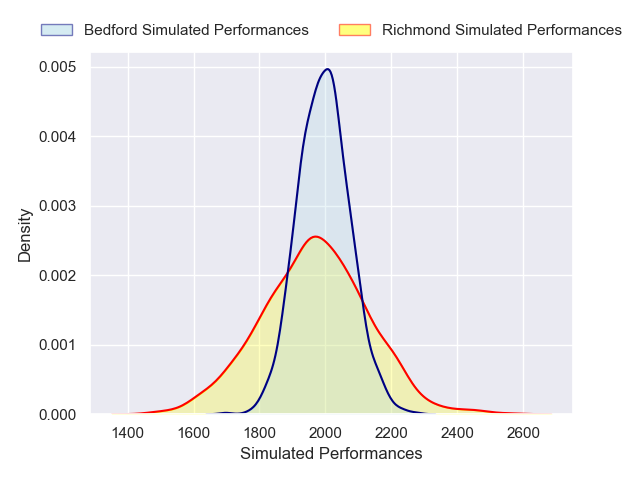 Bedford Simulated Performances
Richmond Simulated Performances
0.005
0.004
0.003
0.002
0.001
0.000
Density
1400 1600 1800 2000 2200 2400 2600
Simulated Performances